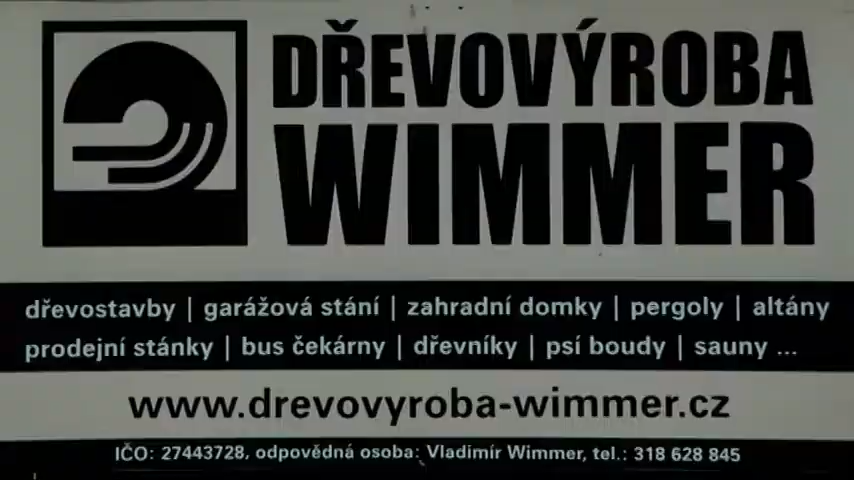 DŘEVOVÝROBA
WIMMER
dřevostavby | garážová stání | zahradní domky | pergoly | altány
prodejní stánky | bus čekárny | dřevníky | psí boudy | sauny ...
www.drevovyroba-wimmer.cz
IČO: 27443728, odpovědná osoba: Vladimír Wimmer, tel.: 318 628 845